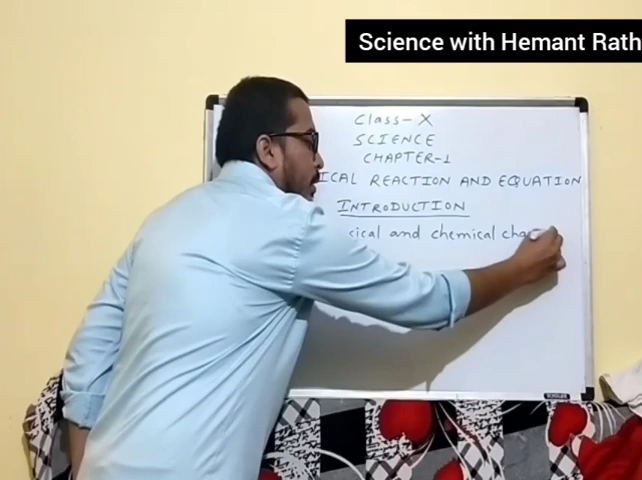 Science with Hemant Rath
Class-X
SCIENCE
CHAPTER-1
ICAL REACTION AND EQUATION
INTRODUCTION
sical and chemical cha